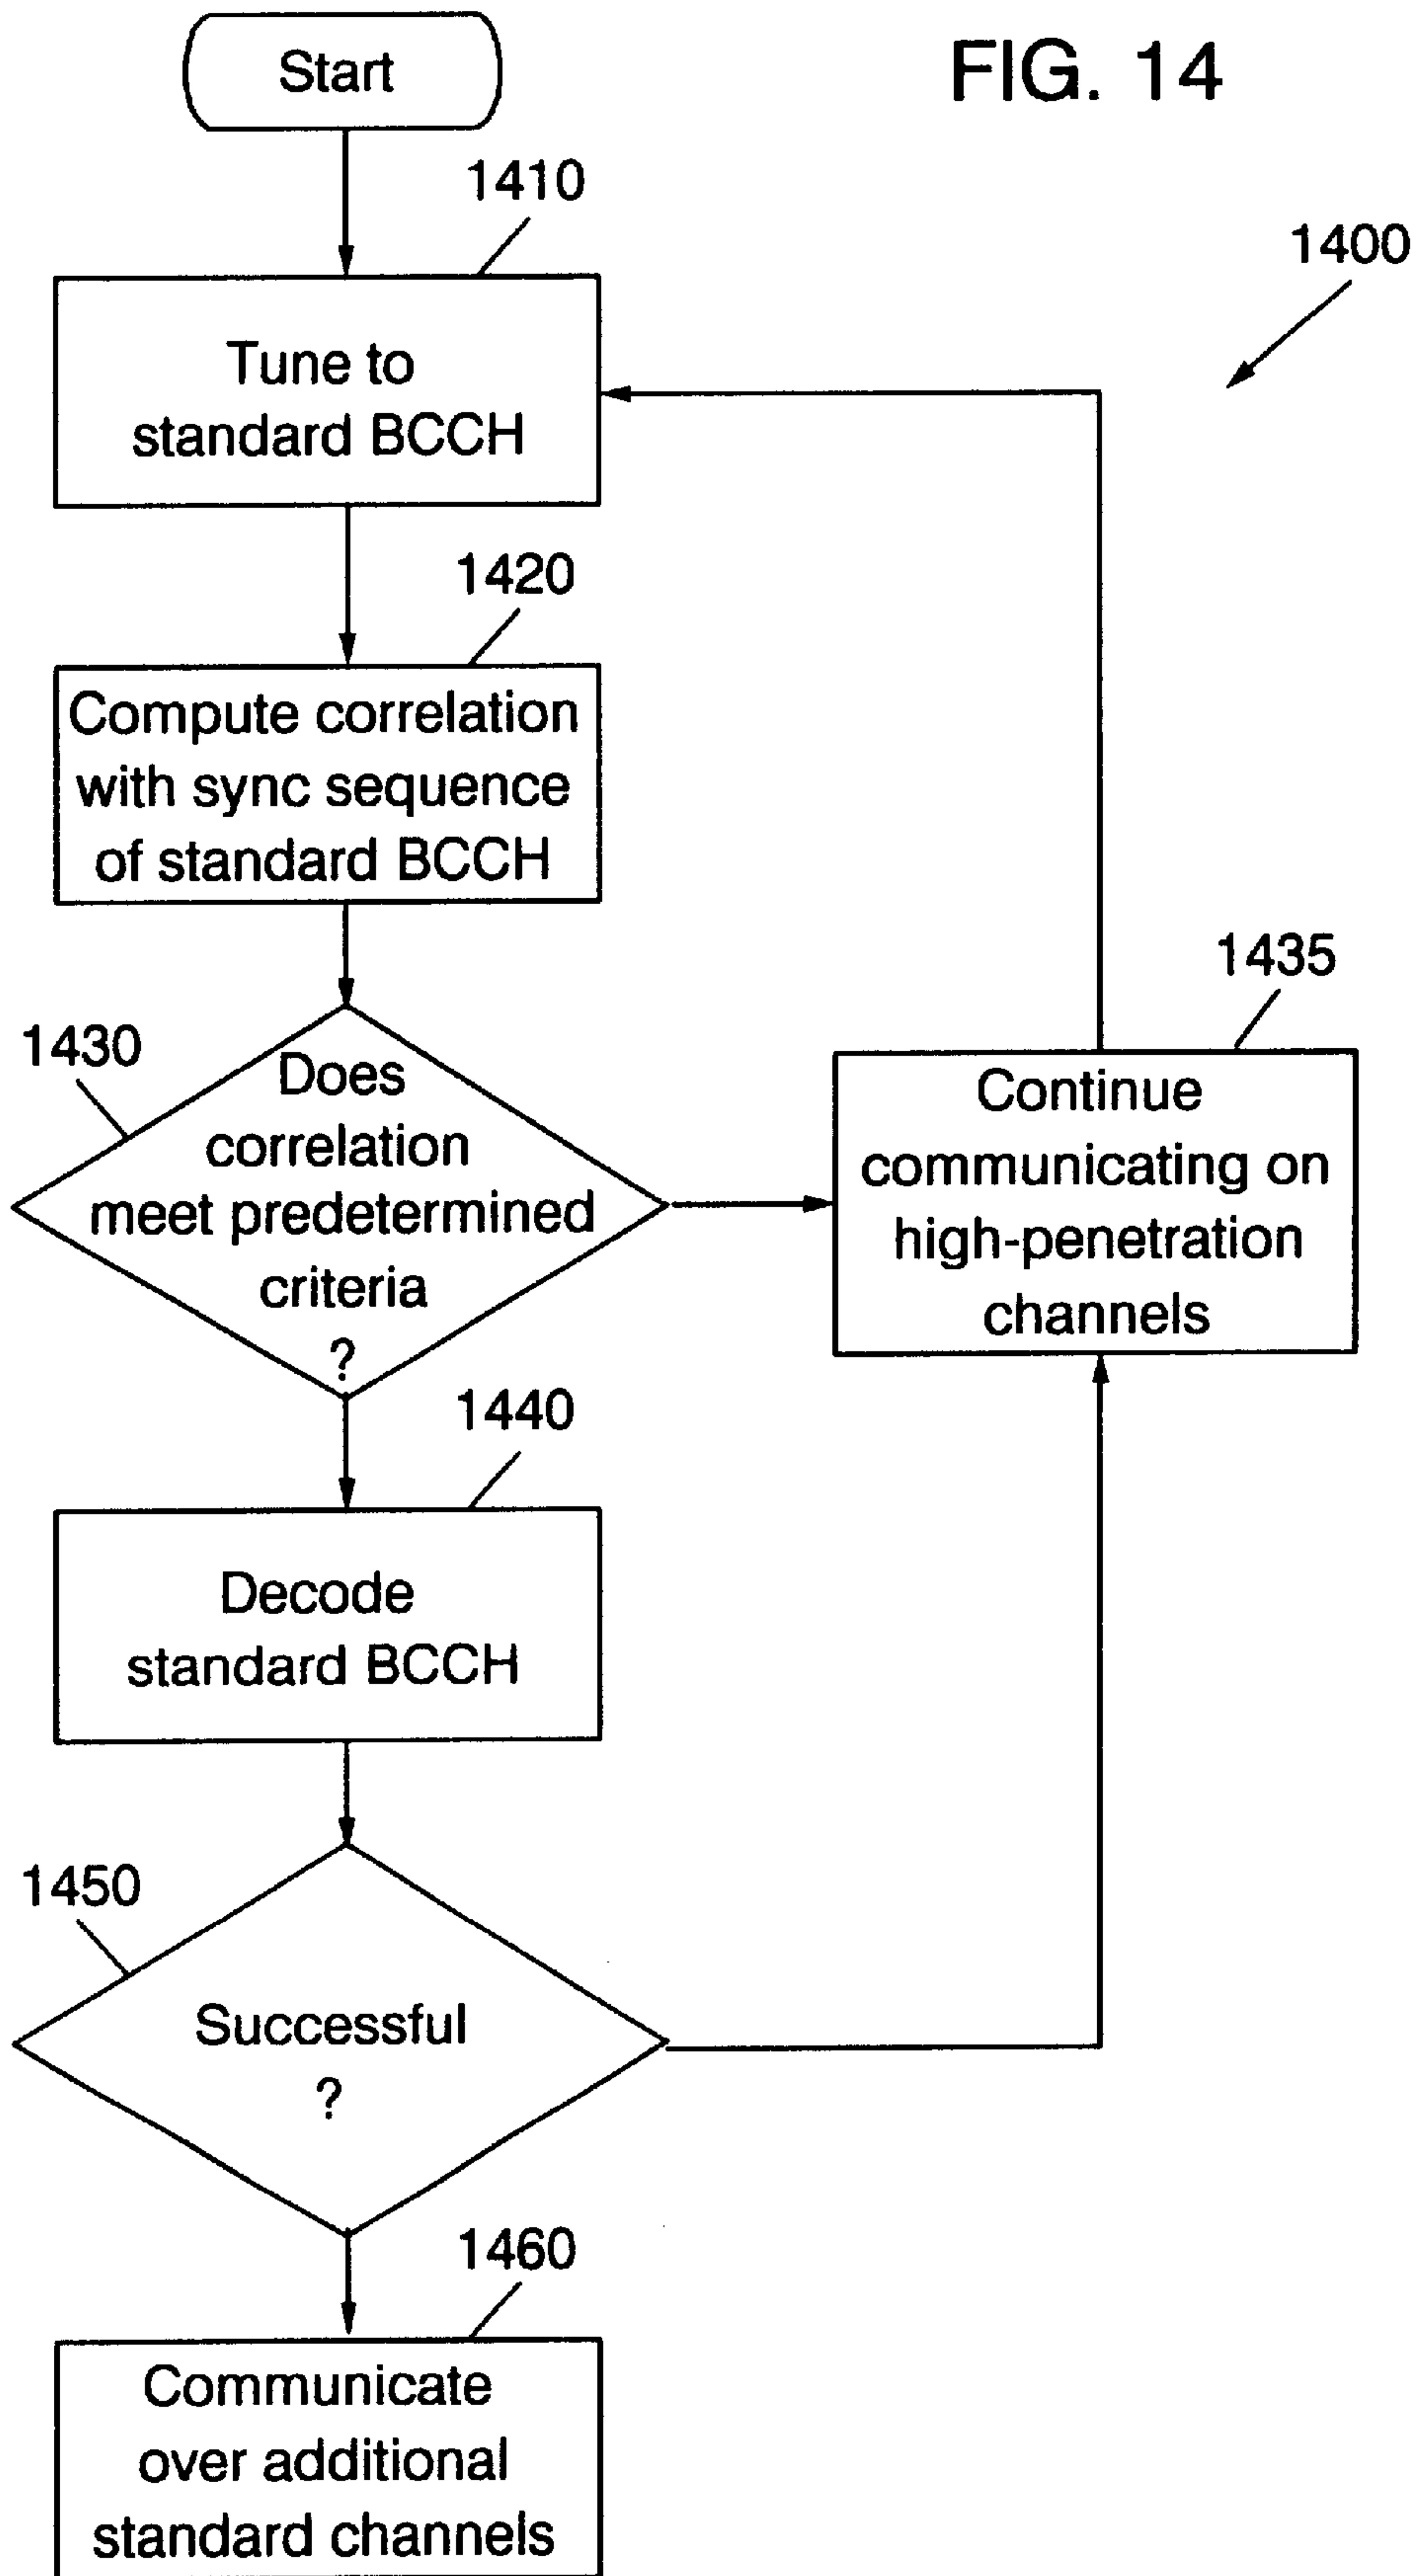 Start
FIG. 14
1410
1400
Tune to
standard BCCH
1420
Compute correlation
with sync sequence
of standard BCCH
1430
Does
correlation
meet predetermined
criteria
?
1435
Continue
communicating on
high-penetration
channels
1440
Decode
standard BCCH
1450
Successful
?
1460
Communicate
over additional
standard channels